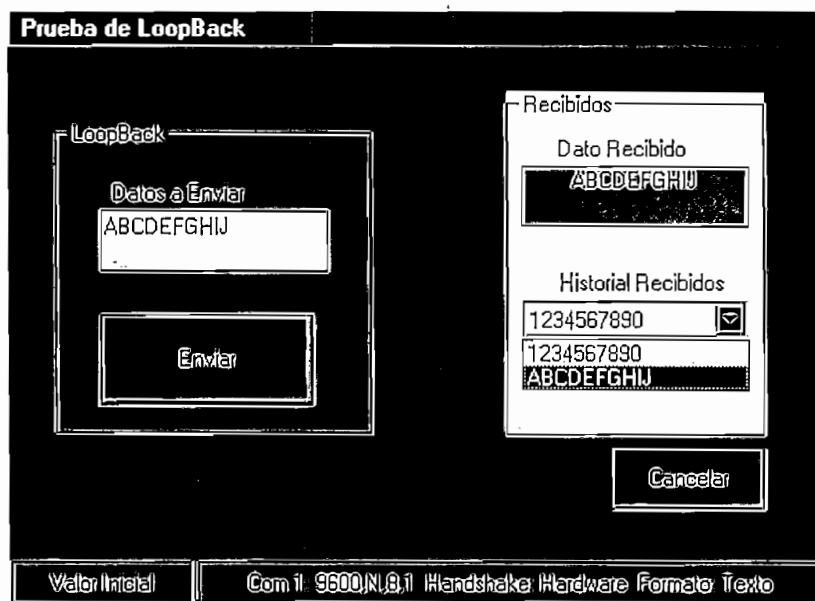 Prueba de LoopBack
LoopBack
Datos a Enviar
ABCDEFGHIJ
Enviar
Recibidos
Dato Recibido
ABCDEFGHIJ
Historial Recibidos
1234567890
1234567890
ABCDEFGHIJ
Cancelar
Valor Inicial
Com 1: 9600,N,8,1 Handshake: Hardware Formato: Texto